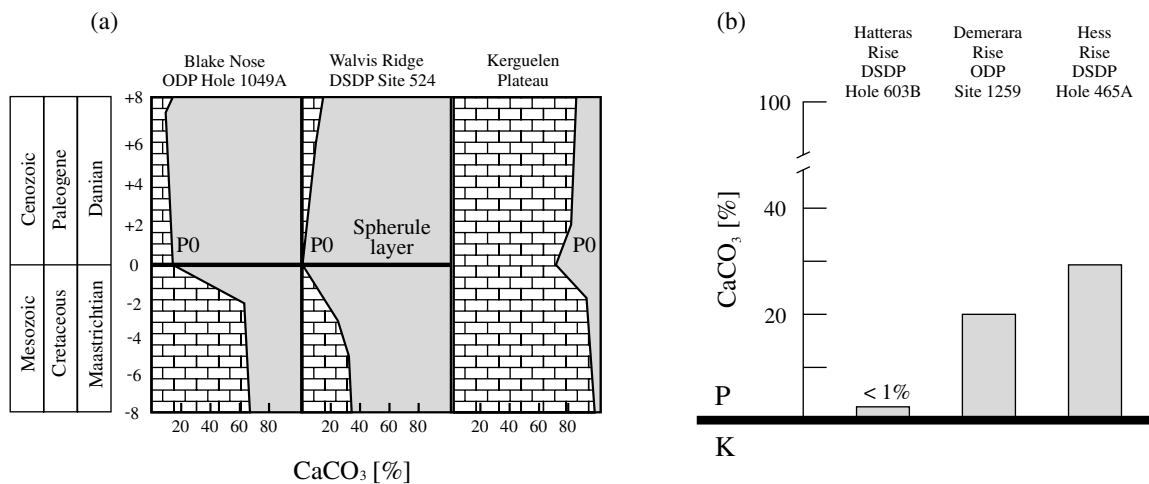 (a)
Blake Nose
ODP Hole 1049A
Walvis Ridge
DSDP Site 524
Kerguelen
Plateau
Cenozoic
Paleogene
Danian
Mesozoic
Cretaceous
Maastrichtian
+8
+6
+4
+2
0
-2
-4
-6
-8
P0
P0
Spherule
layer
P0
20 40 60 80
20 40 60 80
20 40 60 80
CaCO₃ [%]
(b)
Hatteras
Rise
DSDP
Hole 603B
Demerara
Rise
ODP
Site 1259
Hess
Rise
DSDP
Hole 465A
100
40
20
CaCO₃ [%]
< 1%
P
K